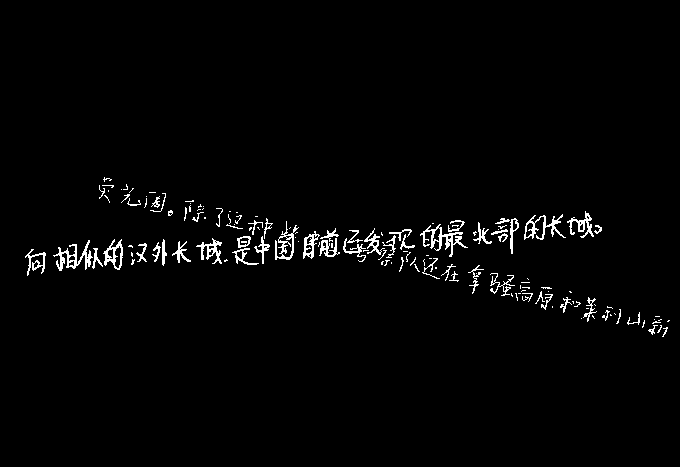 荧光困。除了这种察队还在拿骚高原和莱利山新
向相似的汉外长城.是中国目前已发现的最北部的长城。